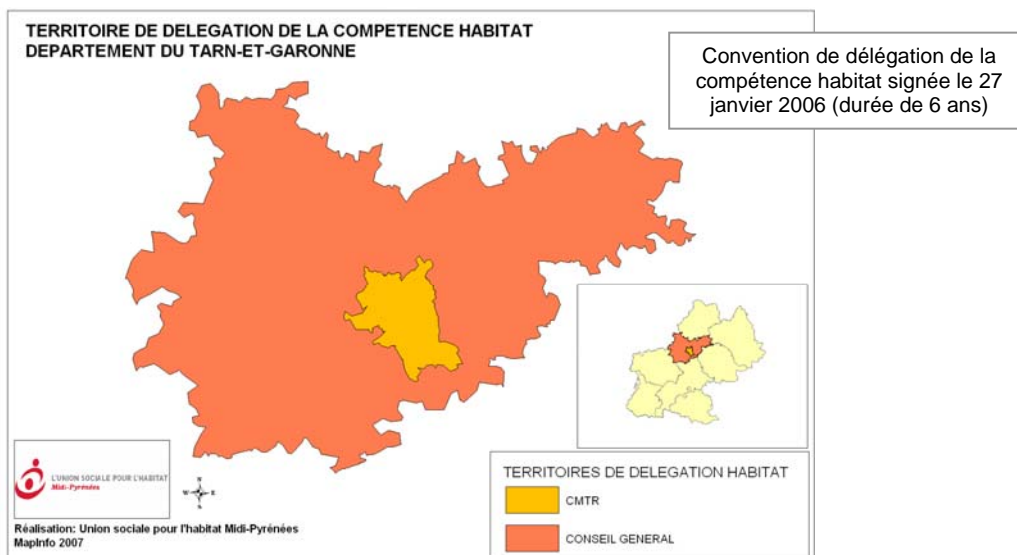 TERRITOIRE DE DELEGATION DE LA COMPETENCE HABITAT
DEPARTEMENT DU TARN-ET-GARONNE
Convention de délégation de la
compétence habitat signée le 27
janvier 2006 (durée de 6 ans)
L'UNION SOCIALE POUR L'HABITAT
Midi-Pyrénées
N
W E
S
Réalisation: Union sociale pour l'habitat Midi-Pyrénées
MapInfo 2007
TERRITOIRES DE DELEGATION HABITAT
CMTR
CONSEIL GENERAL